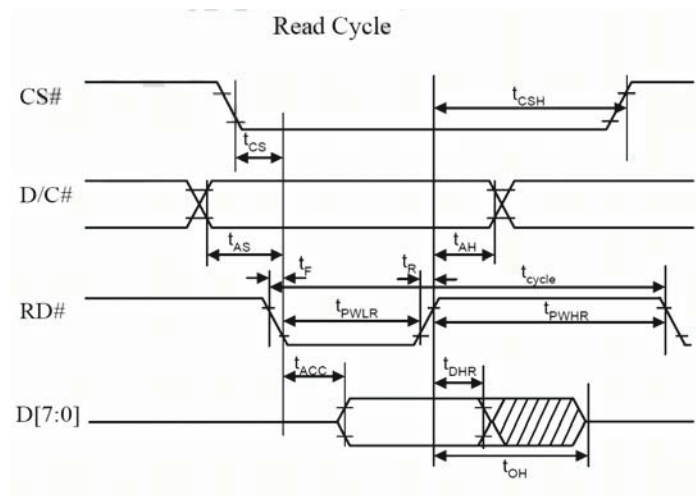 Read Cycle
CS#
tCSH
tCS
D/C#
tAS
tAH
tF
tR
tcycle
RD#
tPWLR
tPWHR
tACC
tDHR
D[7:0]
tOH